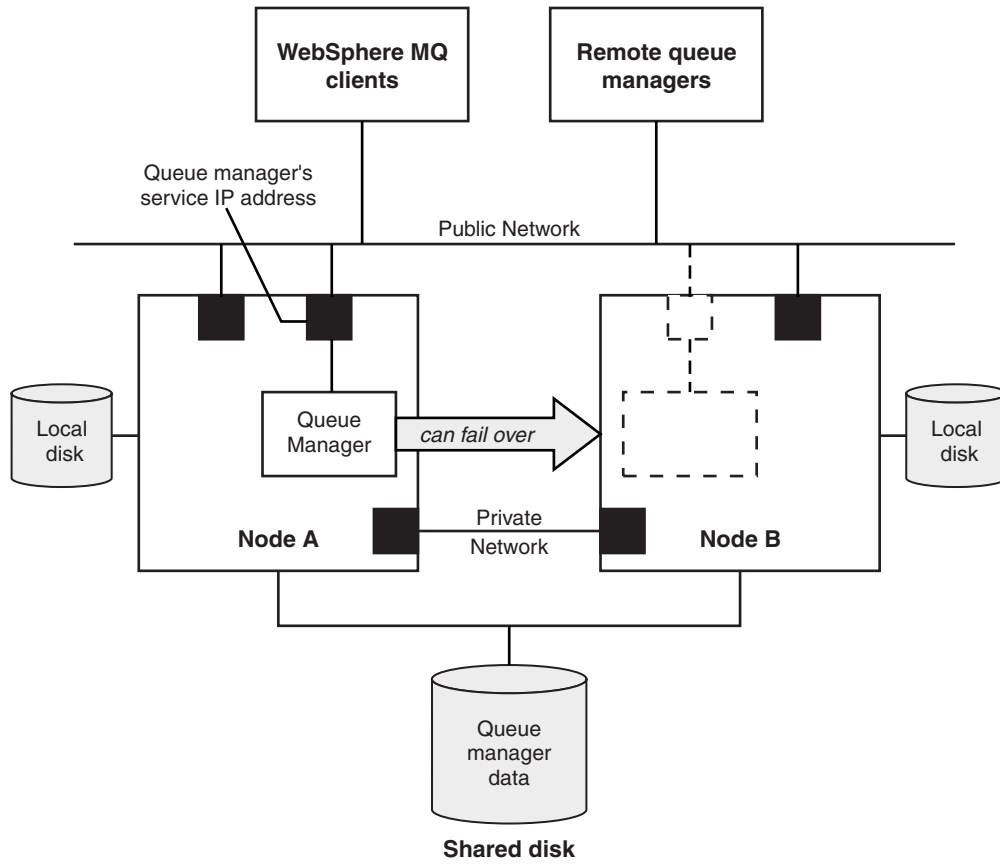 WebSphere MQ
clients
Remote queue
managers
Queue manager's
service IP address
Public Network
Local
disk
Queue
Manager
can fail over
Local
disk
Node A
Private
Network
Node B
Queue
manager
data
Shared disk